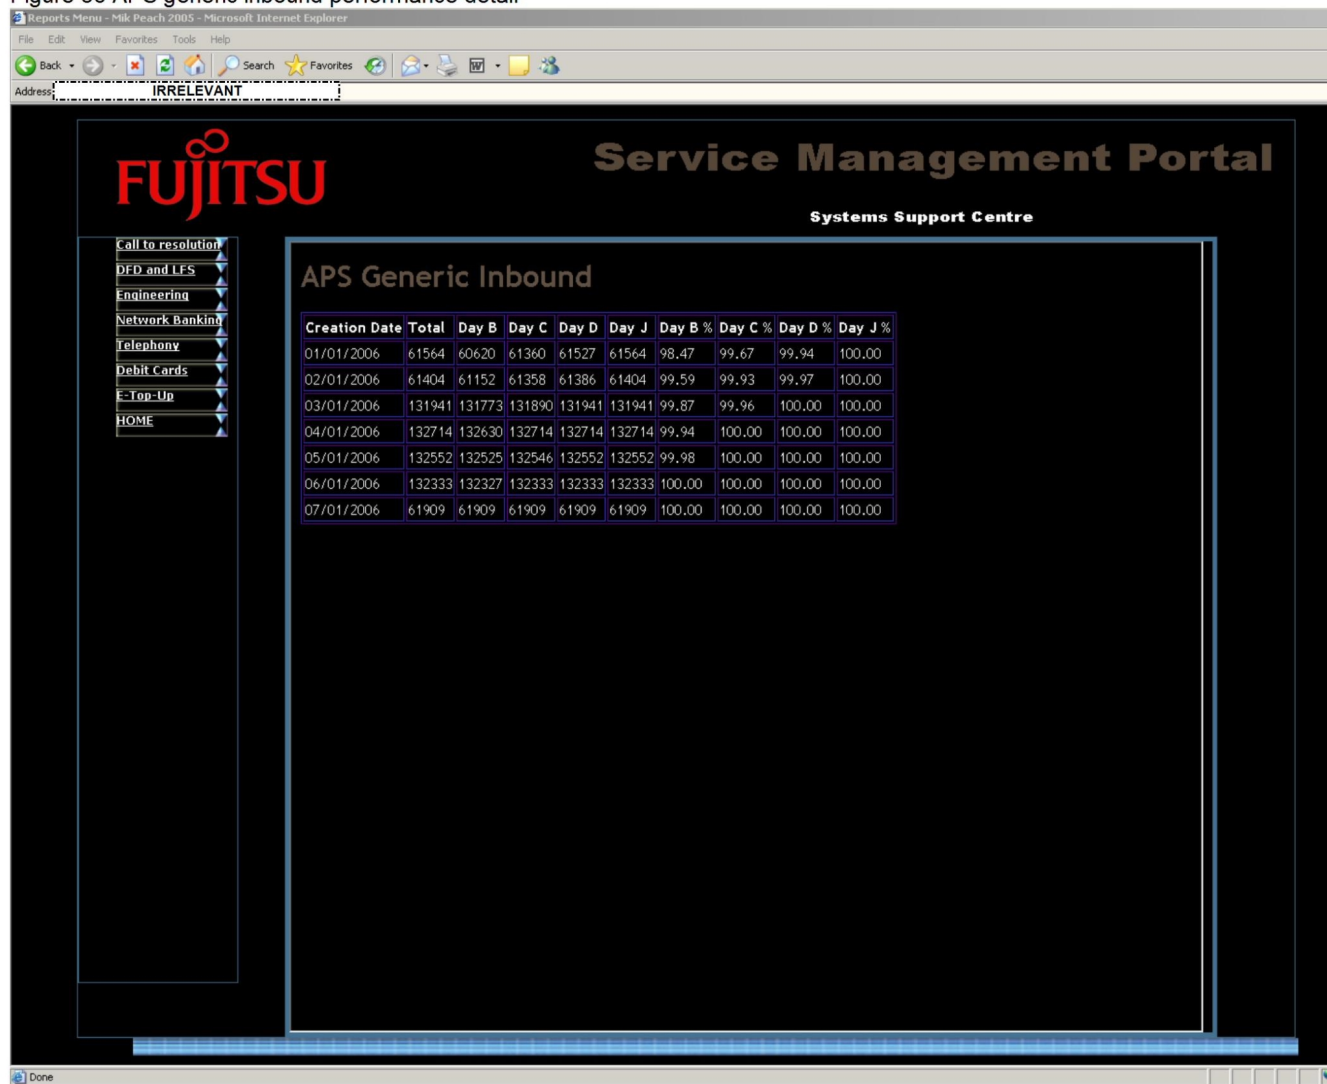 Figure 50 APS generic inbound performance detail
Reports Menu - Mik Peach 2005 - Microsoft Internet Explorer
File Edit View Favorites Tools Help
Back Search Favorites
Address IRRELEVANT
FUJITSU
Service Management Portal
Systems Support Centre
Call to resolution
DFD and LFS
Engineering
Network Banking
Telephony
Debit Cards
E-Top-Up
HOME
APS Generic Inbound
Creation Date Total Day B Day C Day D Day J Day B % Day C % Day D % Day J %
01/01/2006 61564 60620 61360 61527 61564 98.47 99.67 99.94 100.00
02/01/2006 61404 61152 61358 61386 61404 99.59 99.93 99.97 100.00
03/01/2006 131941 131773 131890 131941 131941 99.87 99.96 100.00 100.00
04/01/2006 132714 132630 132714 132714 132714 99.94 100.00 100.00 100.00
05/01/2006 132552 132525 132546 132552 132552 99.98 100.00 100.00 100.00
06/01/2006 132333 132327 132333 132333 132333 100.00 100.00 100.00 100.00
07/01/2006 61909 61909 61909 61909 61909 100.00 100.00 100.00 100.00
Done